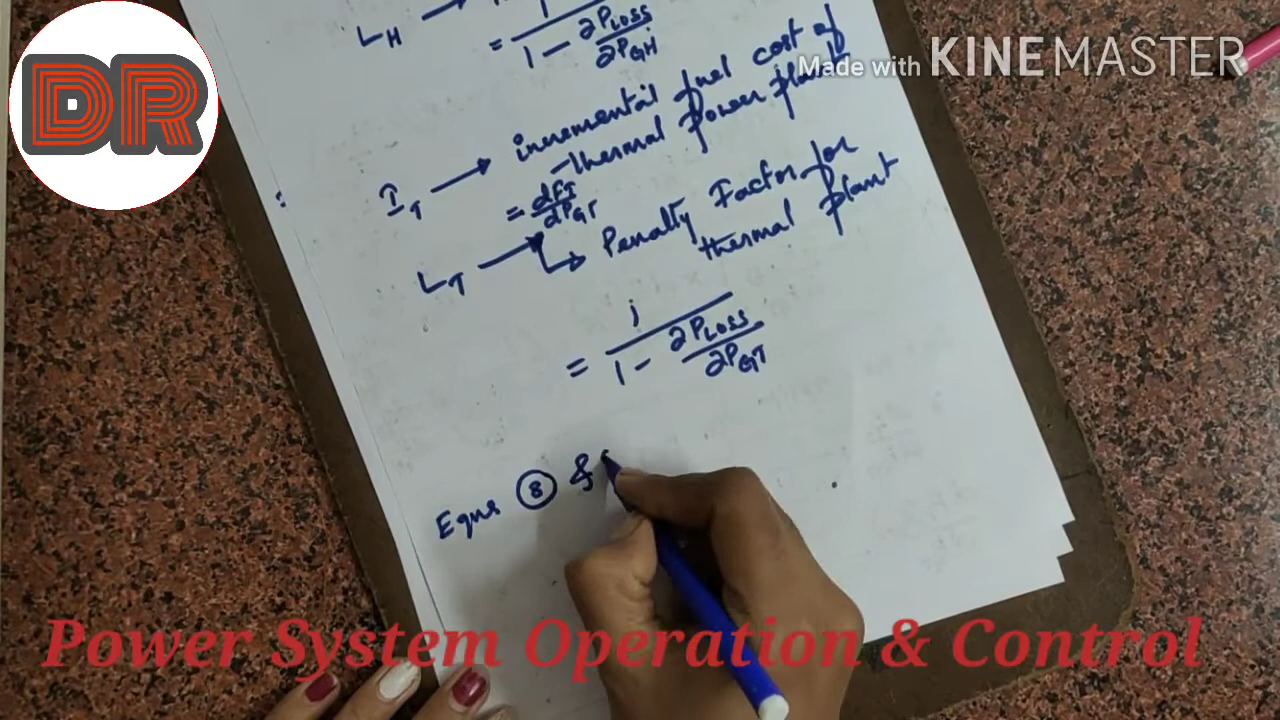 DR
Made with KINEMASTER
L_H →
= 1 / (1 - ∂P_LOSS / ∂P_GH)
I_T → incremental fuel cost of
thermal power plant
= dF_T / dP_GT
L_T → Penalty Factor for
thermal plant
= 1 / (1 - ∂P_LOSS / ∂P_GT)
Eqns ⑧ &
Power System Operation & Control